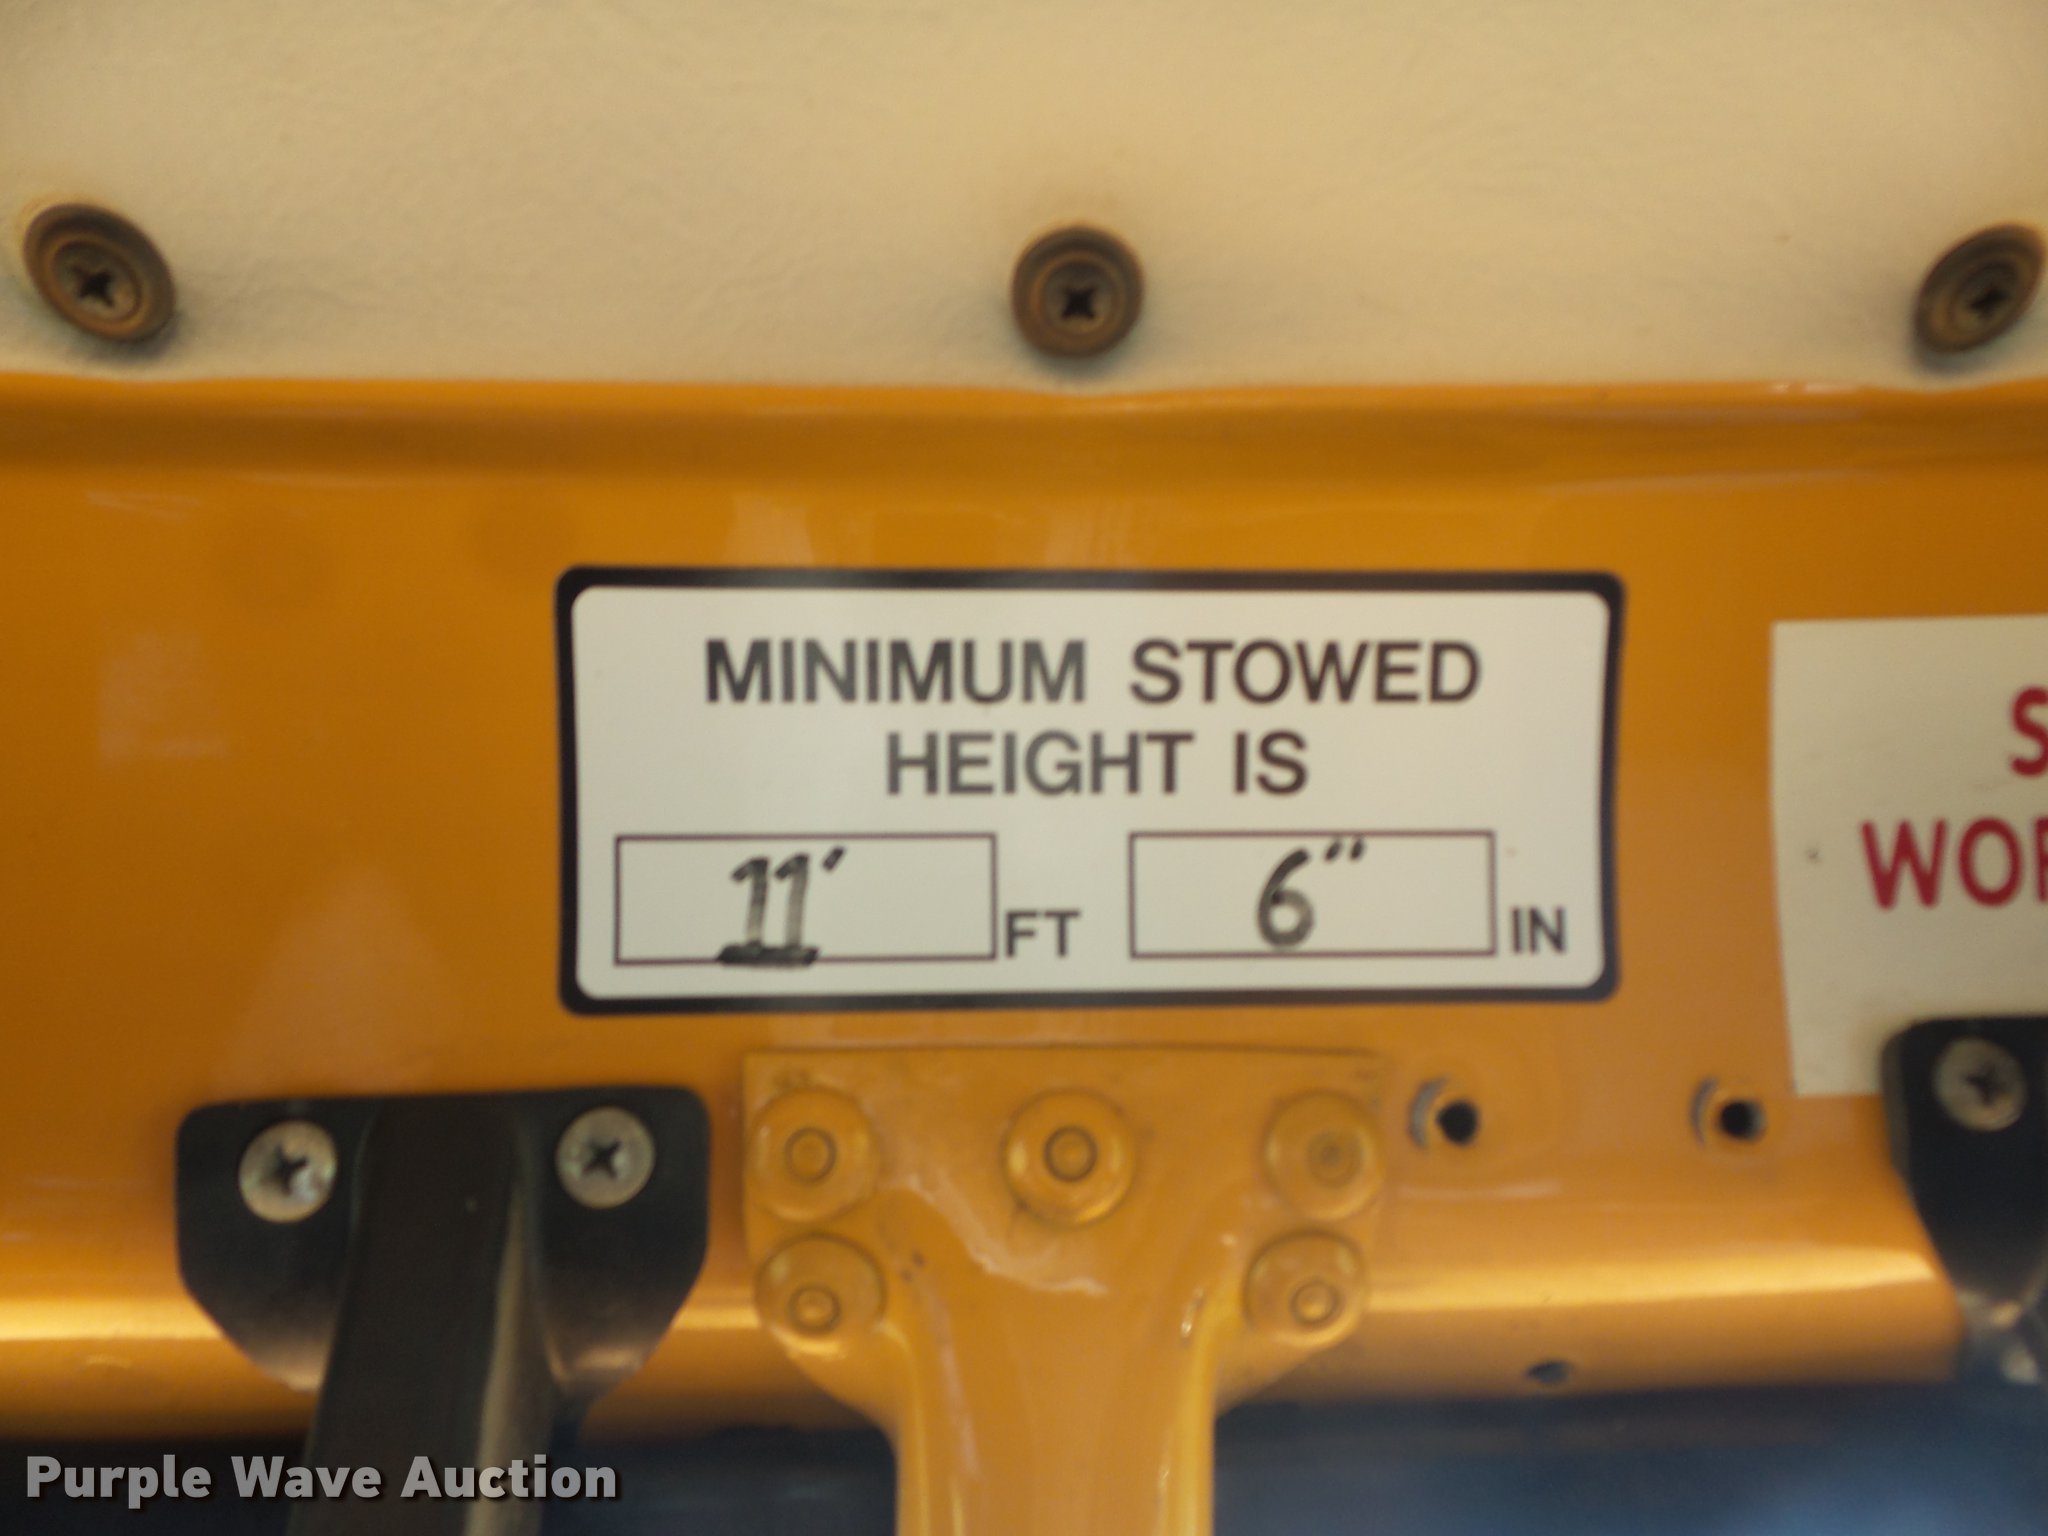 MINIMUM STOWED
HEIGHT IS
11' FT 6" IN
S
WOR
Purple Wave Auction